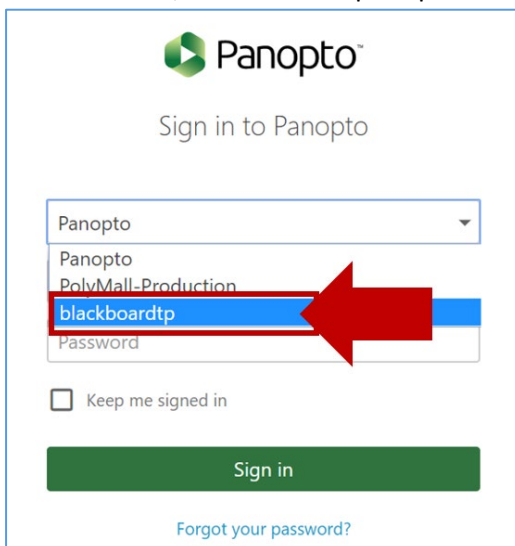 Panopto™
Sign in to Panopto
Panopto
Panopto
PolyMall-Production
blackboardtp
Password
Keep me signed in
Sign in
Forgot your password?